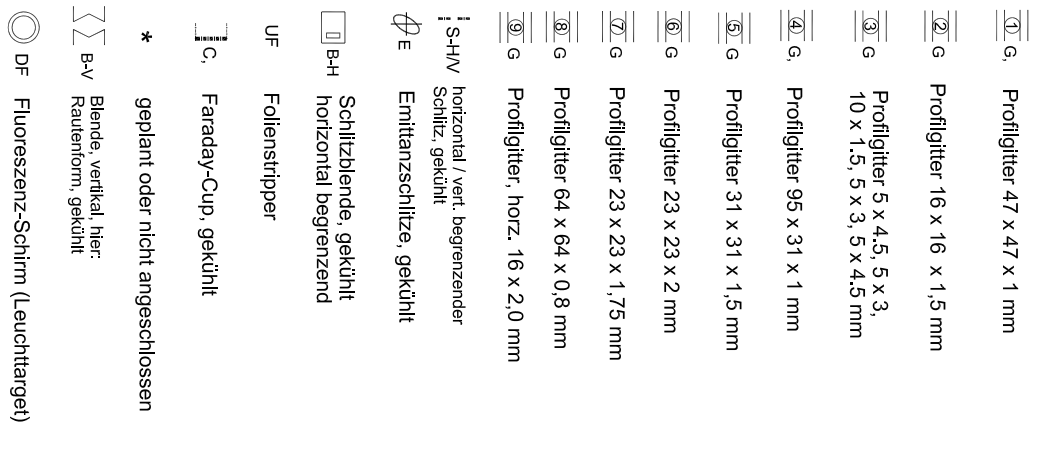 ① G, Profilgitter 47 x 47 x 1 mm
② G Profilgitter 16 x 16 x 1,5 mm
③ G Profilgitter 5 x 4.5, 5 x 3,
10 x 1.5, 5 x 3, 5 x 4.5 mm
④ G, Profilgitter 95 x 31 x 1 mm
⑤ G Profilgitter 31 x 31 x 1,5 mm
⑥ G Profilgitter 23 x 23 x 2 mm
⑦ G Profilgitter 23 x 23 x 1,75 mm
⑧ G Profilgitter 64 x 64 x 0,8 mm
⑨ G Profilgitter, horz. 16 x 2,0 mm
S-H/V horizontal / vert. begrenzender
Schlitz, gekühlt
E Emittanzschlitze, gekühlt
B-H Schlitzblende, gekühlt
horizontal begrenzend
UF Folienstripper
C, Faraday-Cup, gekühlt
* geplant oder nicht angeschlossen
B-V Blende, vertikal, hier:
Rautenform, gekühlt
DF Fluoreszenz-Schirm (Leuchttarget)